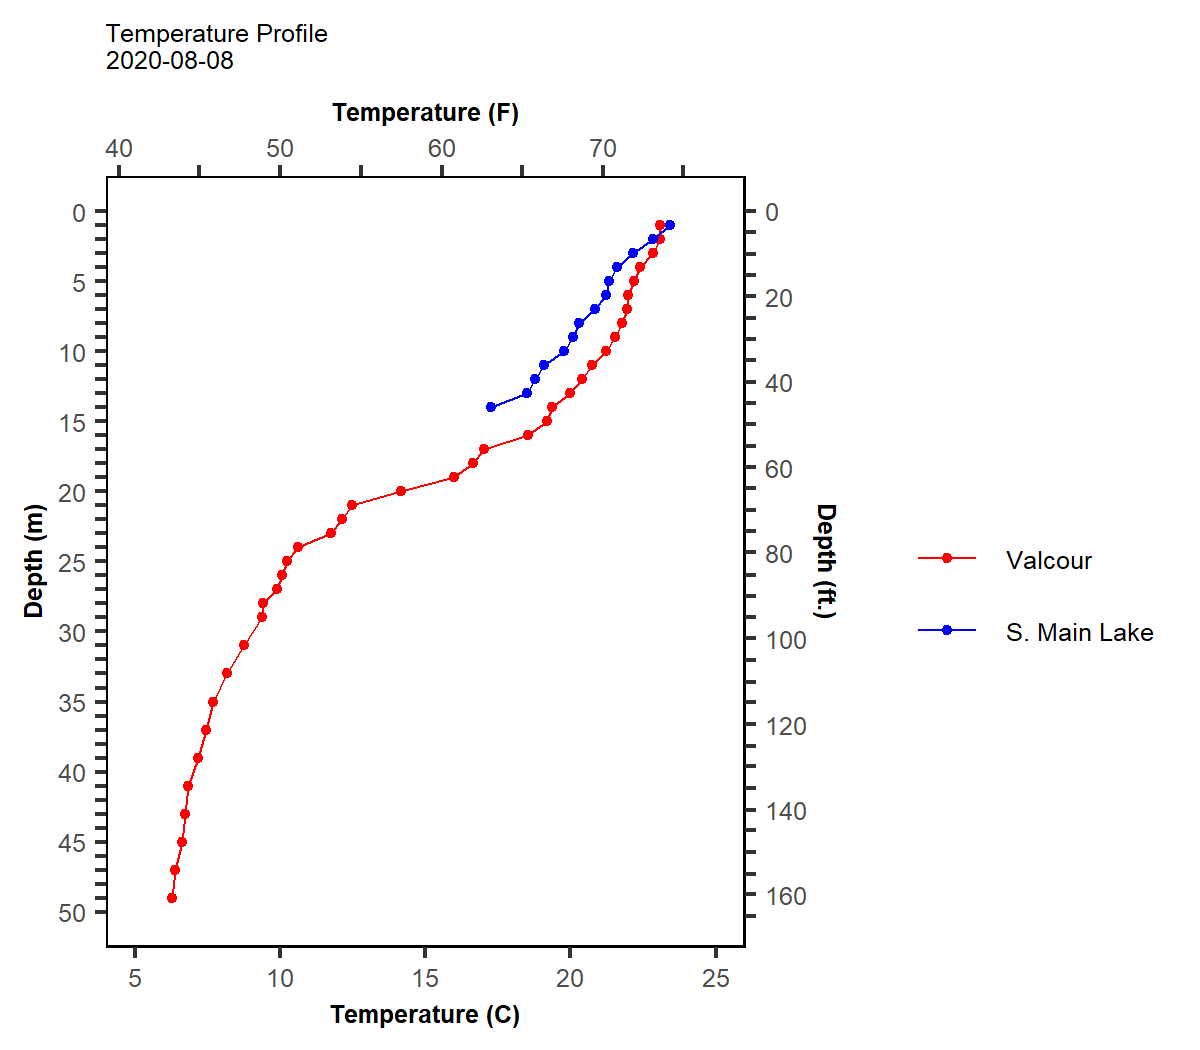 Temperature Profile
2020-08-08
Temperature (F)
40 50 60 70
0
5
10
15
20
25
30
35
40
45
50
Depth (m)
0
20
40
60
80
100
120
140
160
Depth (ft.)
5 10 15 20 25
Temperature (C)
Valcour
S. Main Lake